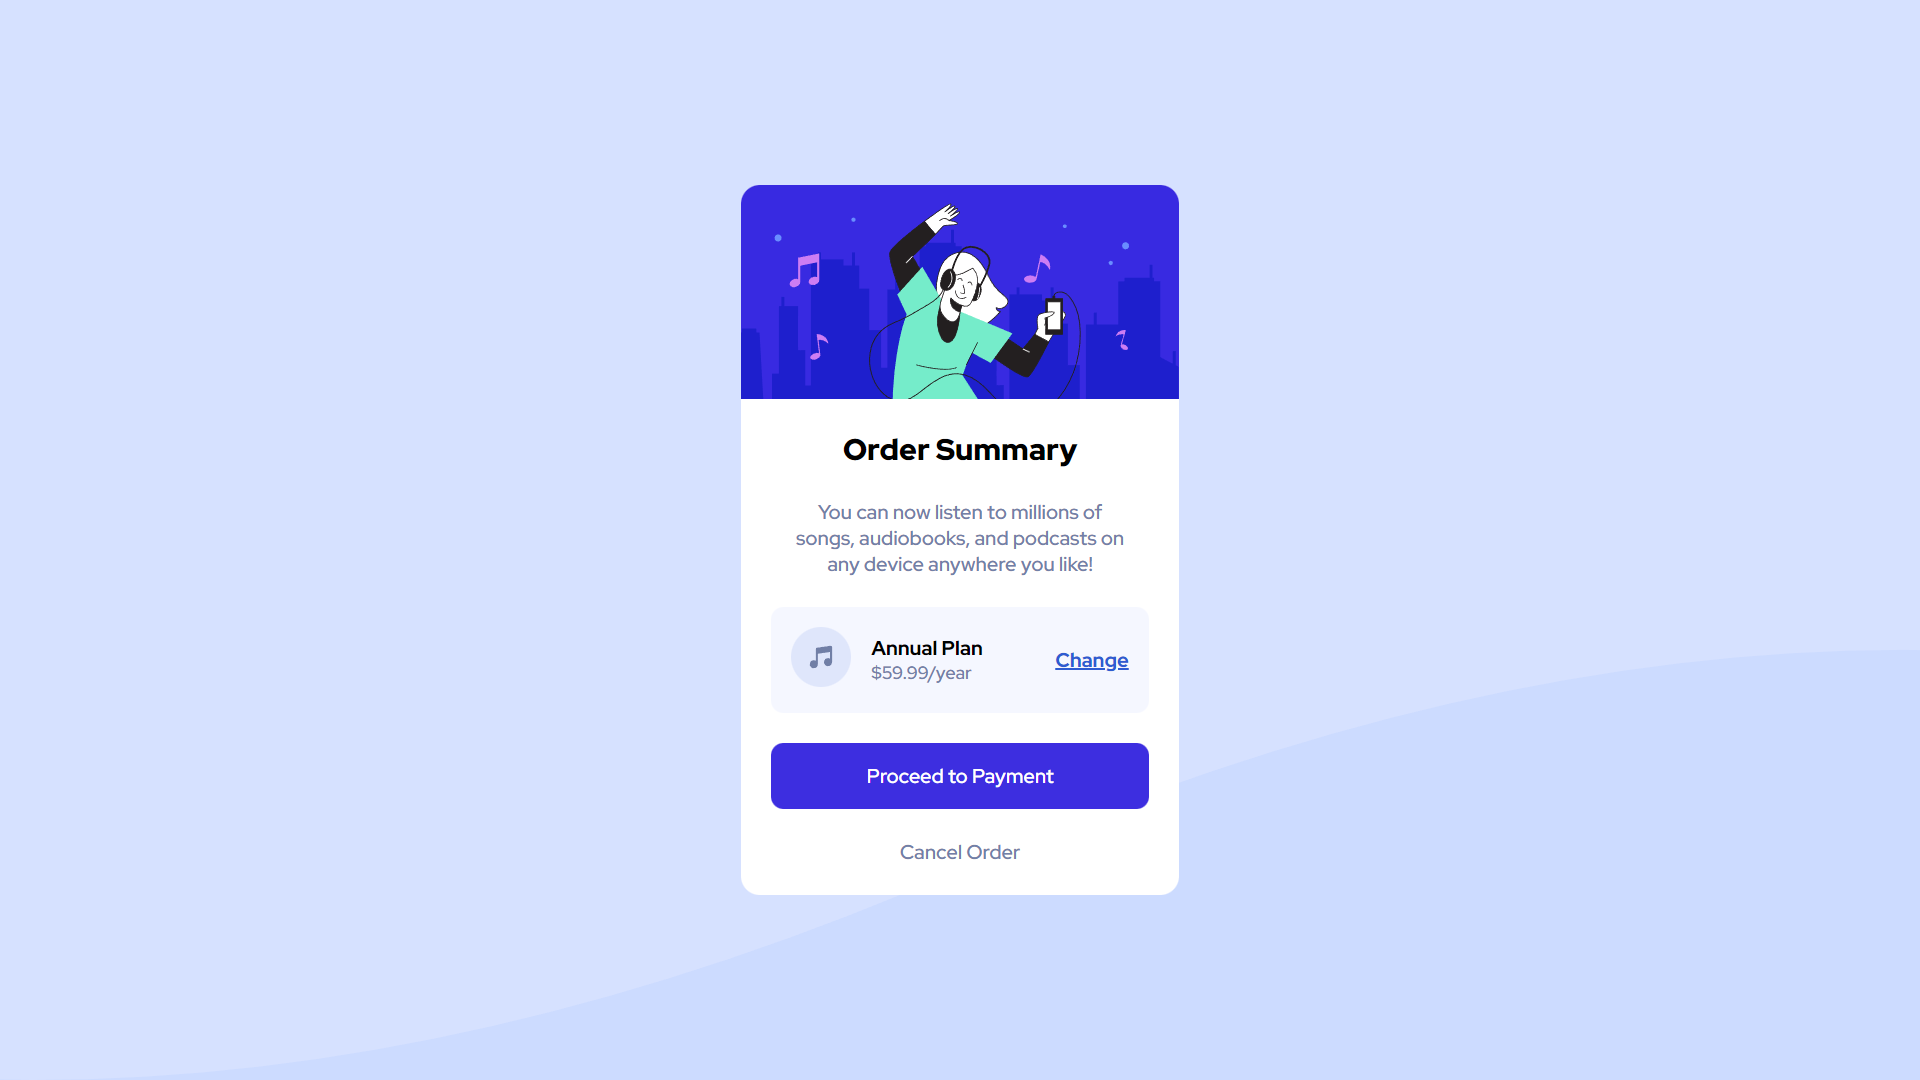 Order Summary
You can now listen to millions of
songs, audiobooks, and podcasts on
any device anywhere you like!
Annual Plan
$59.99/year
Change
Proceed to Payment
Cancel Order